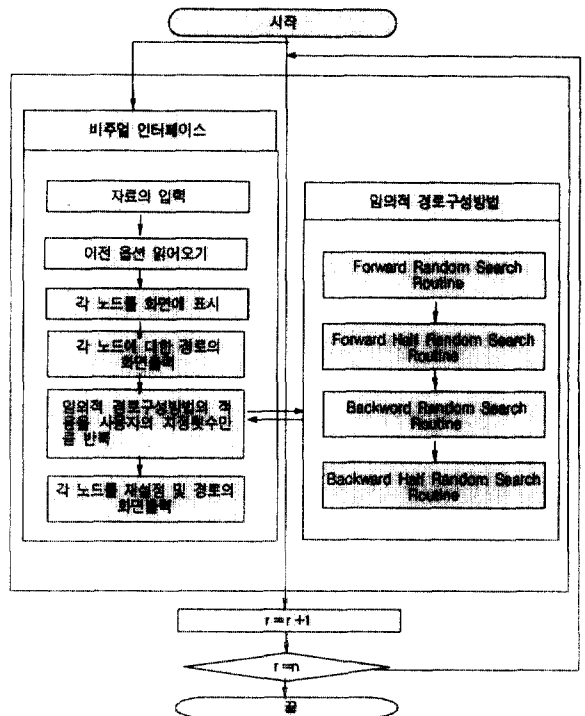 시작
비주얼 인터페이스
자료의 입력
이전 옵션 읽어오기
각 노드를 화면에 표시
각 노드에 대한 경로의
화면출력
임의적 경로구성방법의 적
용을 사용자의 지정횟수만
큼 반복
각 노드를 재설정 및 경로의
화면출력
임의적 경로구성방법
Forward Random Search
Routine
Forward Half Random Search
Routine
Backword Random Search
Routine
Backward Half Random Search
Routine
r = r +1
r =n
끝